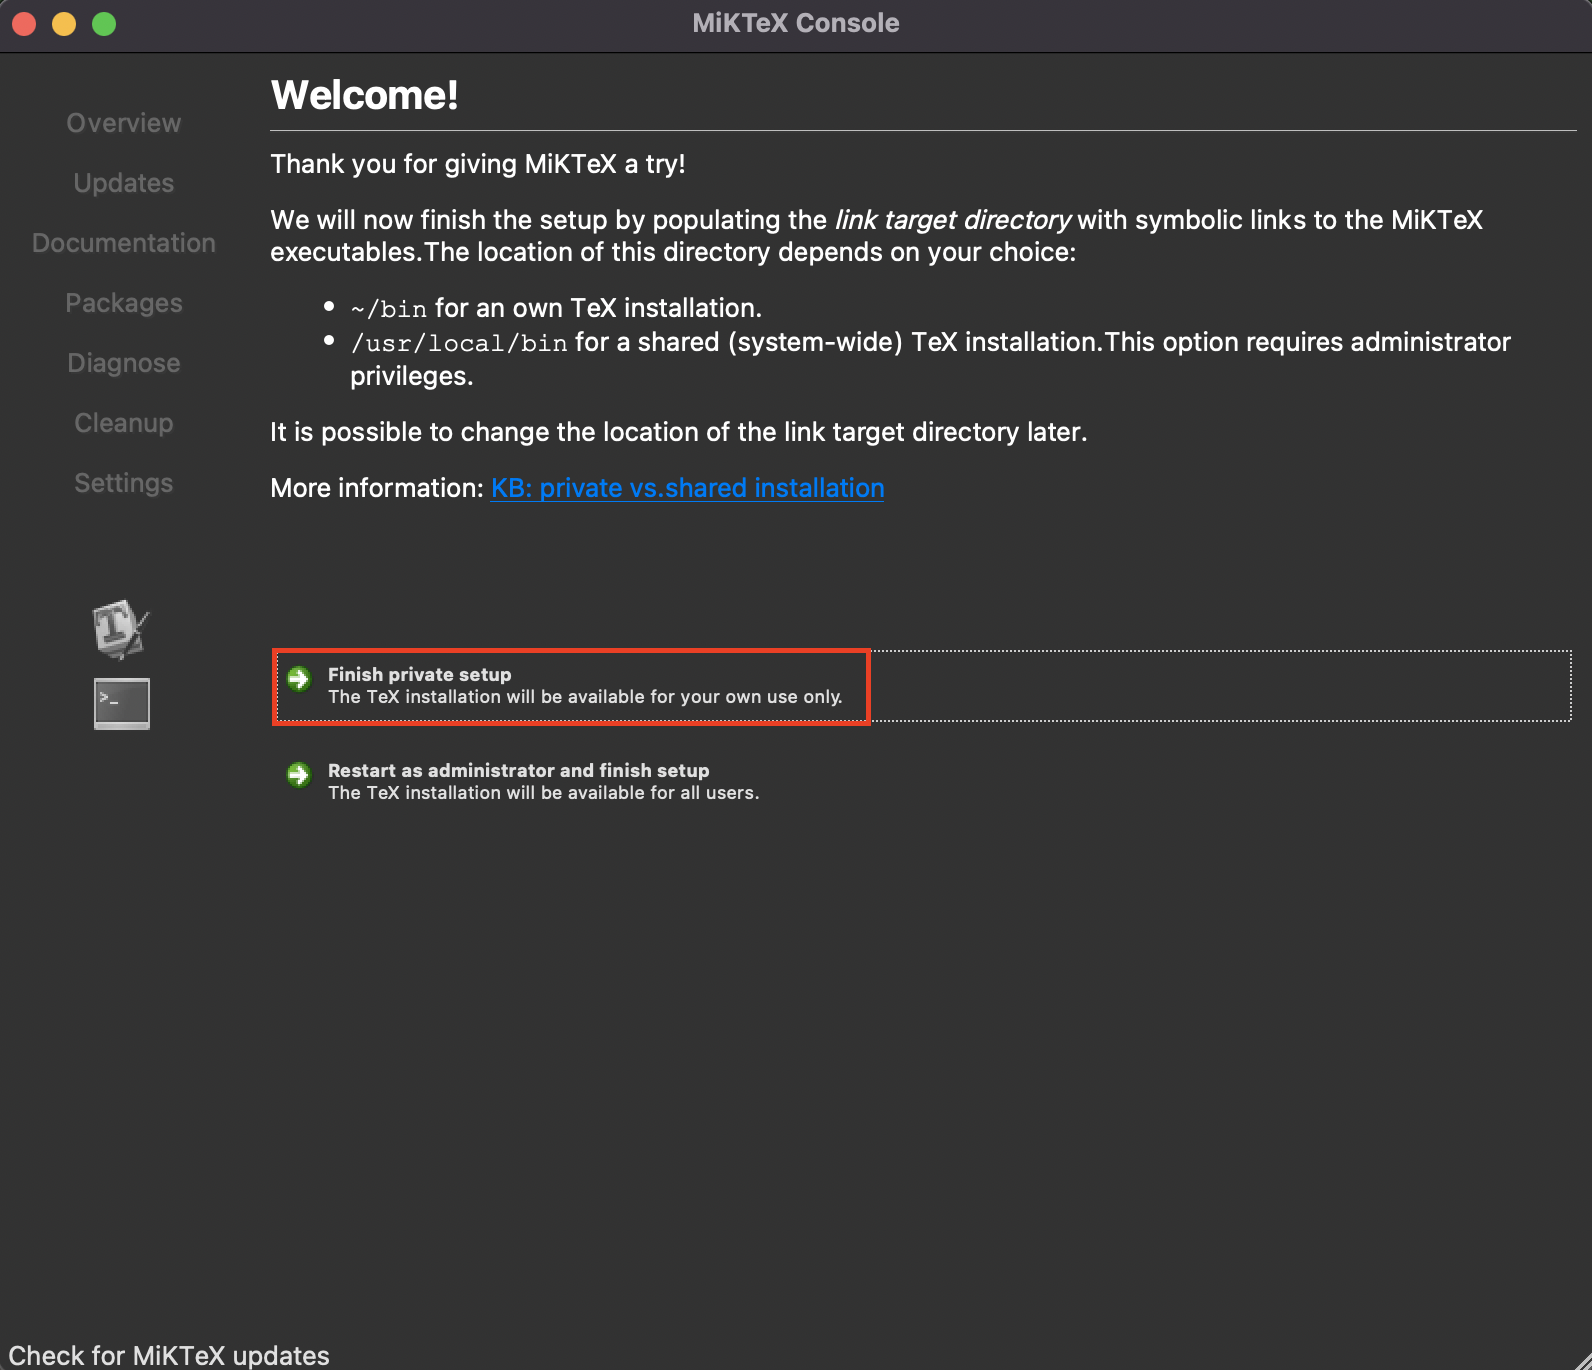 MiKTeX Console
Overview
Updates
Documentation
Packages
Diagnose
Cleanup
Settings
Welcome!
Thank you for giving MiKTeX a try!
We will now finish the setup by populating the link target directory with symbolic links to the MiKTeX
executables.The location of this directory depends on your choice:
• ~/bin for an own TeX installation.
• /usr/local/bin for a shared (system-wide) TeX installation.This option requires administrator
privileges.
It is possible to change the location of the link target directory later.
More information: KB: private vs.shared installation
>_
Finish private setup
The TeX installation will be available for your own use only.
Restart as administrator and finish setup
The TeX installation will be available for all users.
Check for MiKTeX updates